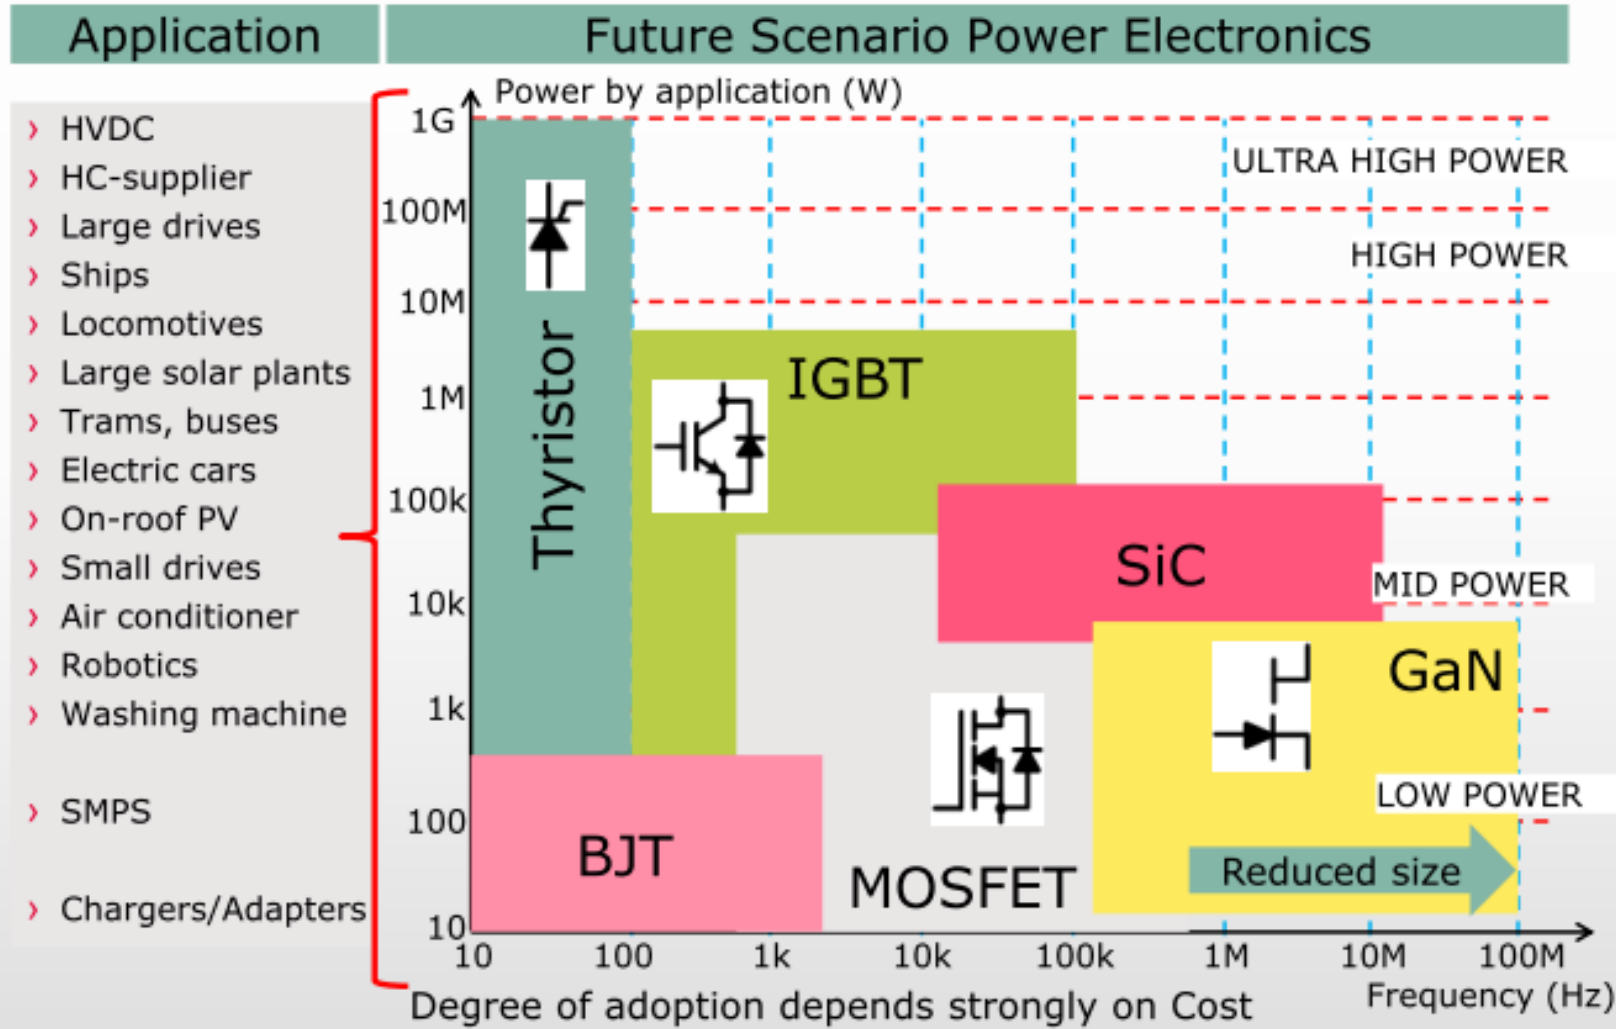 Application
Future Scenario Power Electronics
HVDC
HC-supplier
Large drives
Ships
Locomotives
Large solar plants
Trams, buses
Electric cars
On-roof PV
Small drives
Air conditioner
Robotics
Washing machine
SMPS
Chargers/Adapters
Power by application (W)
1G
100M
10M
1M
100k
10k
1k
100
10
ULTRA HIGH POWER
HIGH POWER
MID POWER
LOW POWER
Thyristor
IGBT
SiC
GaN
BJT
MOSFET
Reduced size
10 100 1k 10k 100k 1M 10M 100M
Frequency (Hz)
Degree of adoption depends strongly on Cost